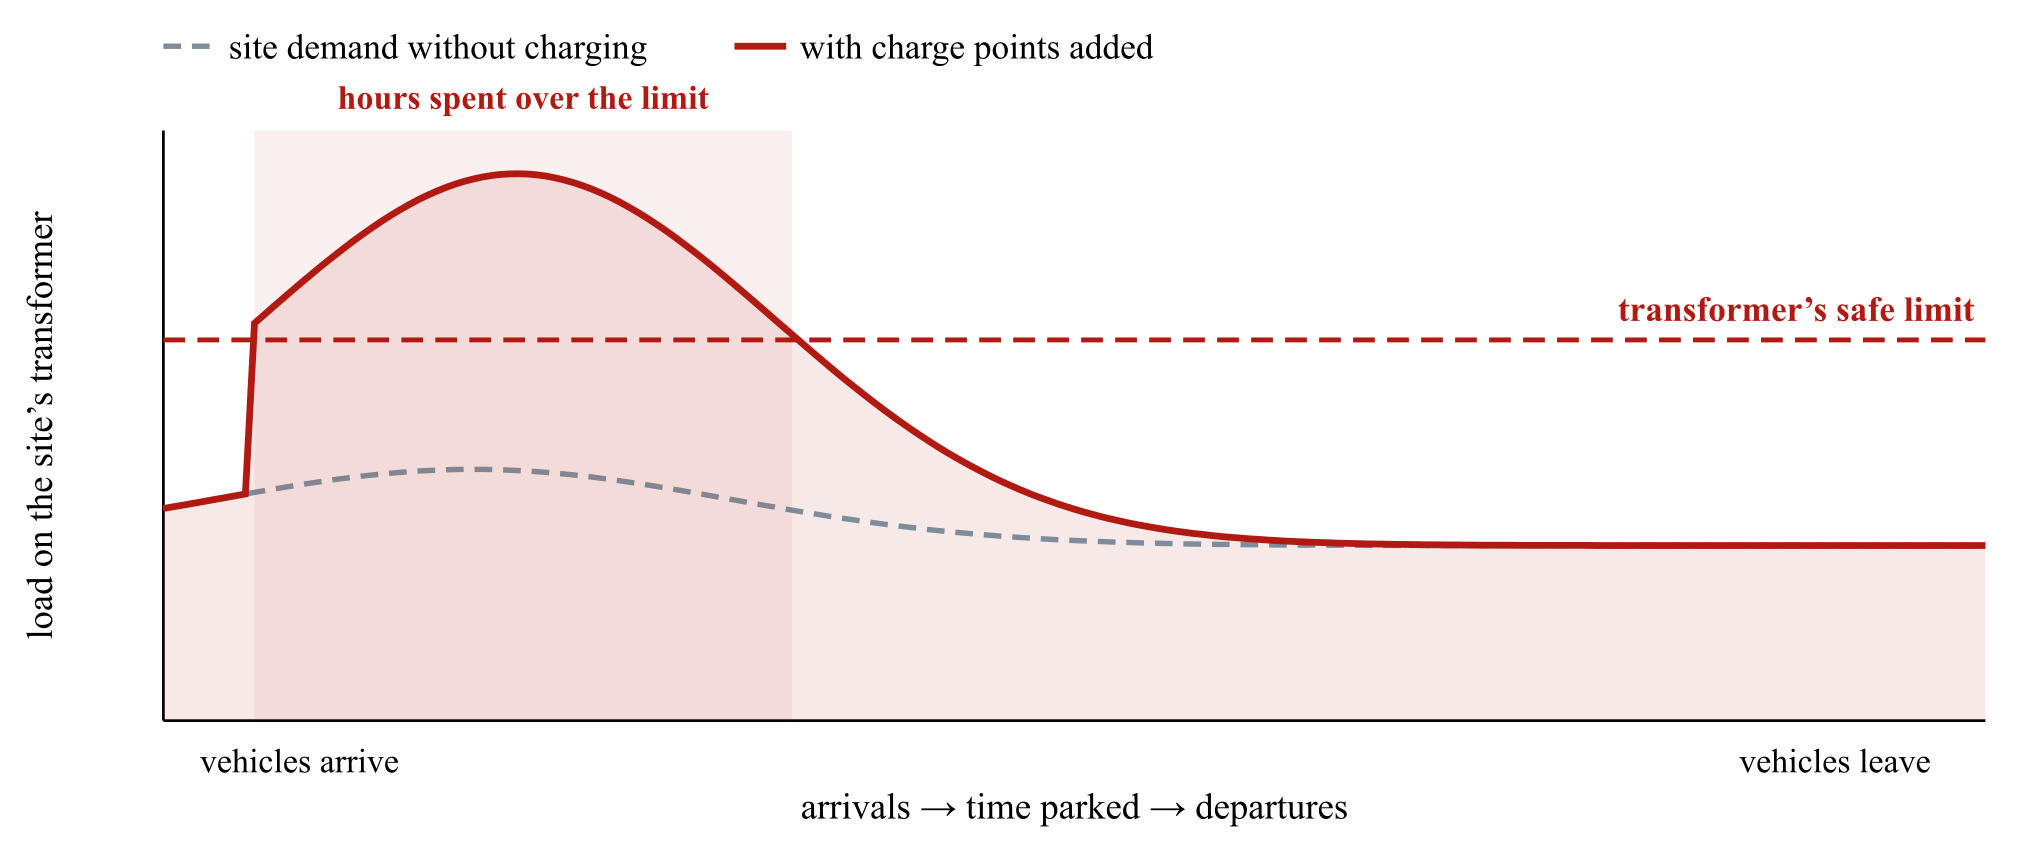 site demand without charging
with charge points added
hours spent over the limit
transformer’s safe limit
load on the site’s transformer
vehicles arrive
vehicles leave
arrivals → time parked → departures